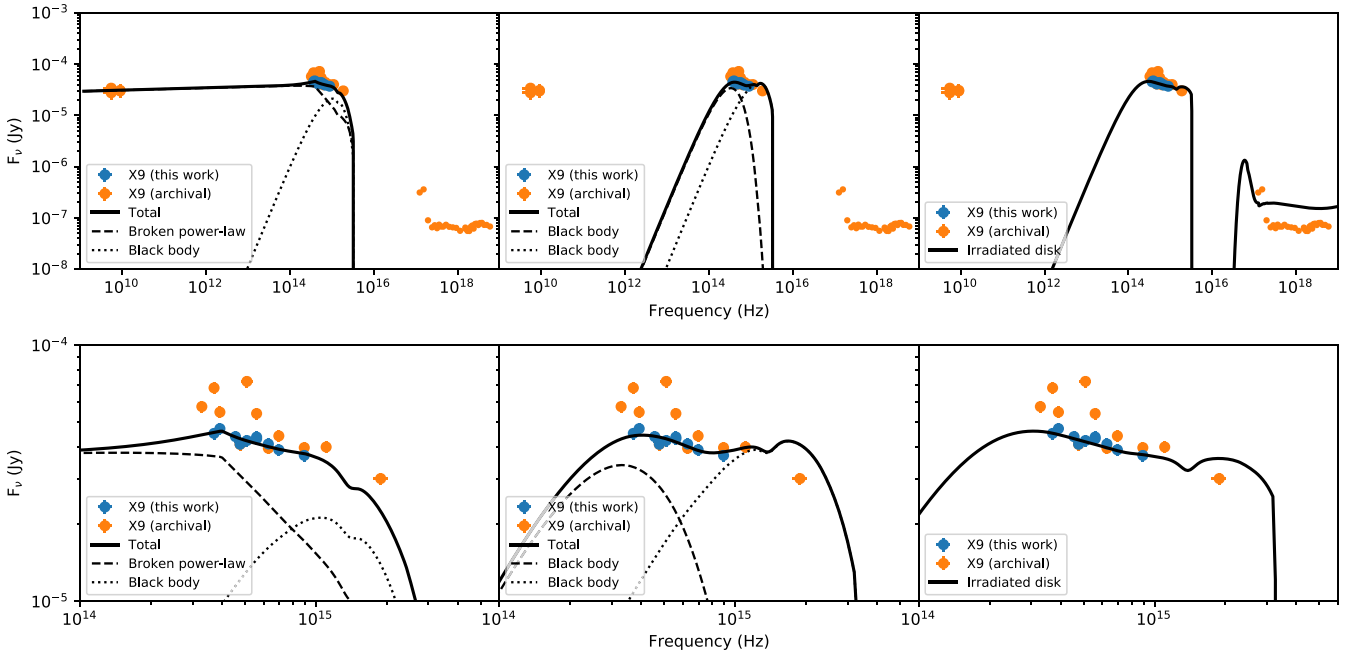 10⁻³
10⁻⁴
10⁻⁵
10⁻⁶
10⁻⁷
10⁻⁸
F_ν (Jy)
X9 (this work)
X9 (archival)
Total
Broken power-law
Black body
10¹⁰
10¹²
10¹⁴
10¹⁶
10¹⁸
X9 (this work)
X9 (archival)
Total
Black body
Black body
10¹⁰
10¹²
10¹⁴
10¹⁶
10¹⁸
X9 (this work)
X9 (archival)
Irradiated disk
10¹⁰
10¹²
10¹⁴
10¹⁶
10¹⁸
Frequency (Hz)
10⁻⁴
10⁻⁵
F_ν (Jy)
X9 (this work)
X9 (archival)
Total
Broken power-law
Black body
10¹⁴
10¹⁵
X9 (this work)
X9 (archival)
Total
Black body
Black body
10¹⁴
10¹⁵
X9 (this work)
X9 (archival)
Irradiated disk
10¹⁴
10¹⁵
Frequency (Hz)